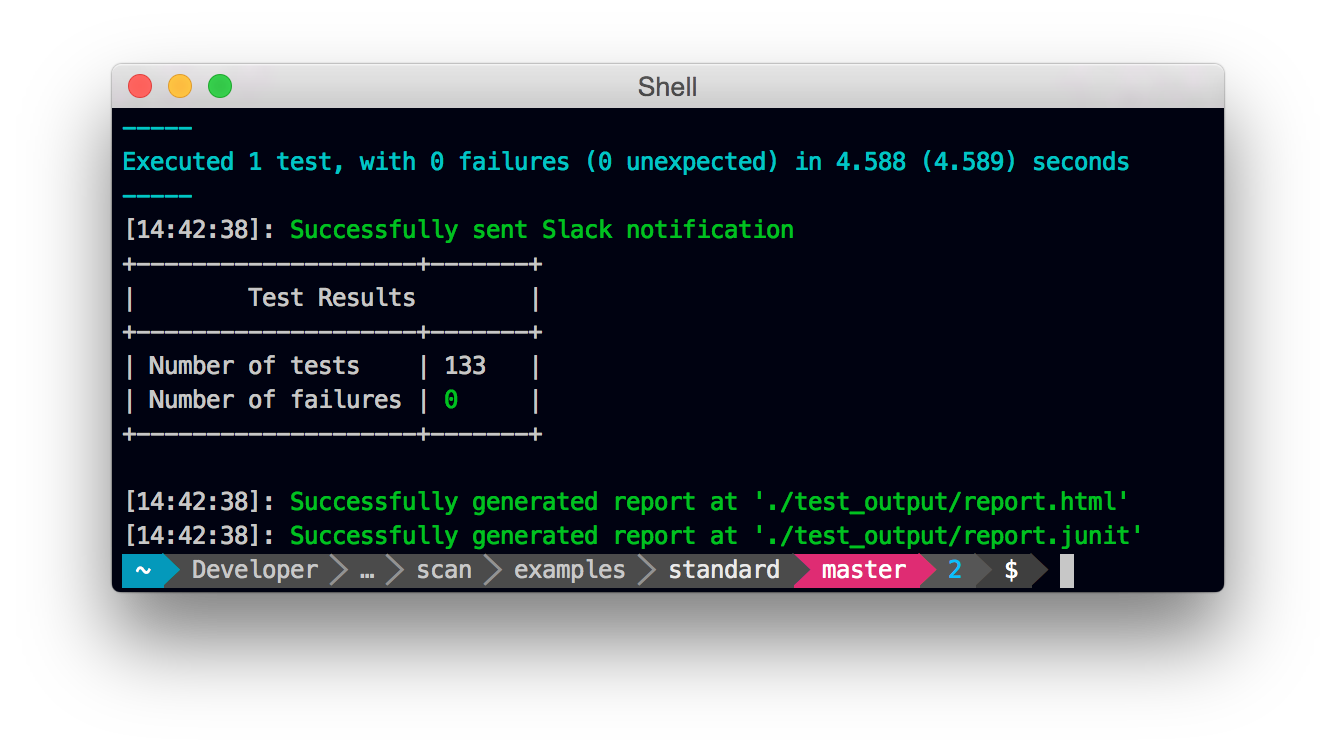 Shell
-----
Executed 1 test, with 0 failures (0 unexpected) in 4.588 (4.589) seconds
-----
[14:42:38]: Successfully sent Slack notification
+--------------------+-------+
|        Test Results        |
+--------------------+-------+
| Number of tests    | 133   |
| Number of failures | 0     |
+--------------------+-------+
[14:42:38]: Successfully generated report at './test_output/report.html'
[14:42:38]: Successfully generated report at './test_output/report.junit'
~ Developer … scan examples standard master 2 $